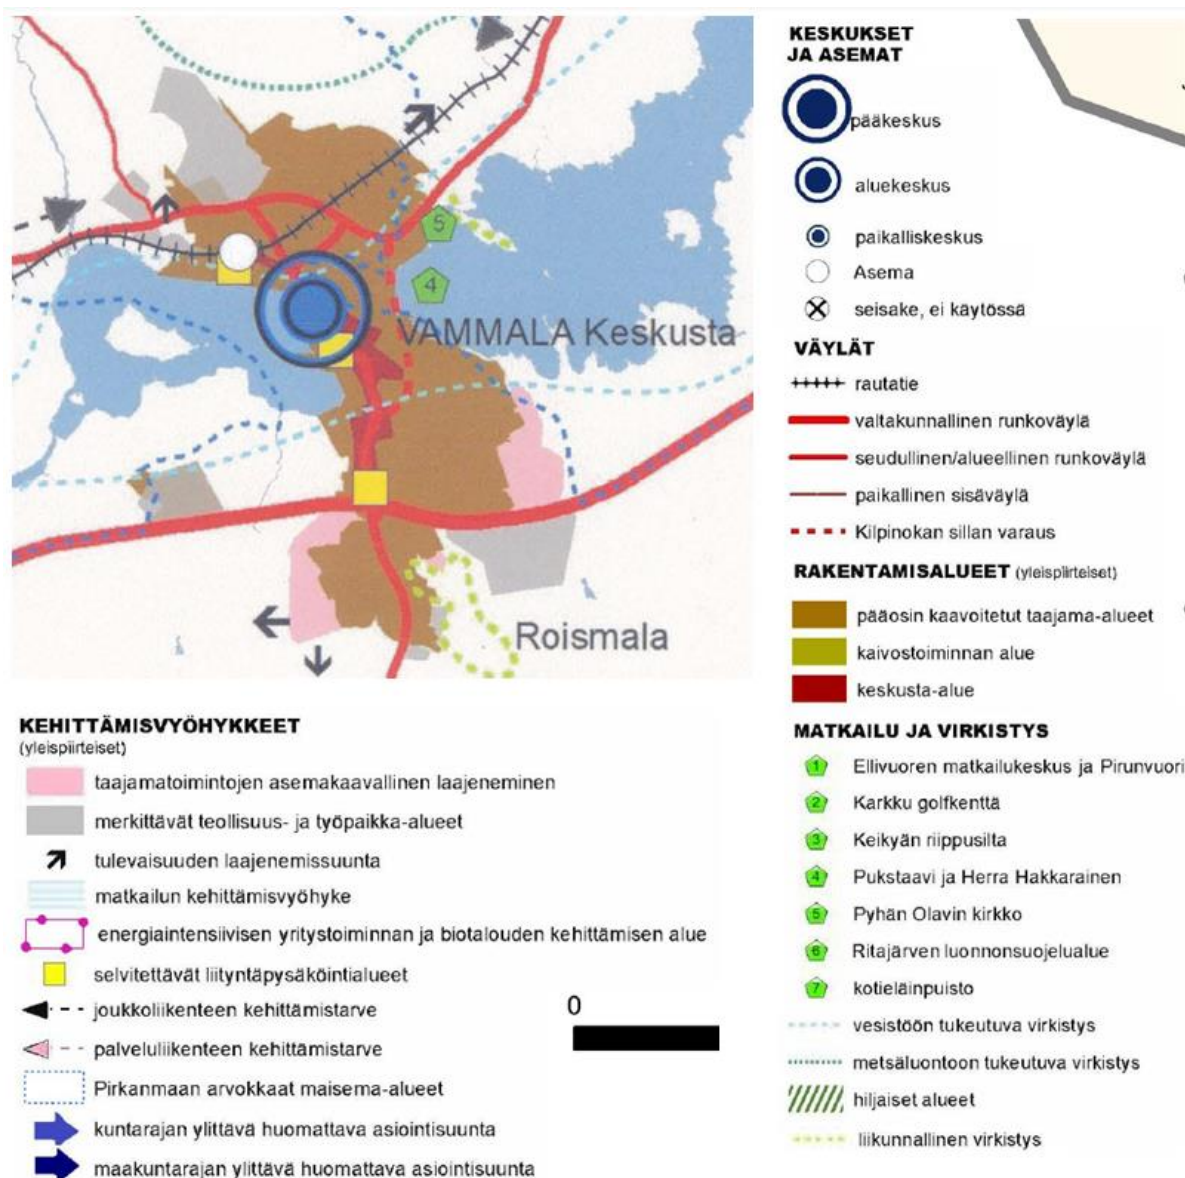 5
4
VAMMALA Keskusta
Roismala
KESKUKSET
JA ASEMAT
pääkeskus
aluekeskus
paikalliskeskus
Asema
seisake, ei käytössä
VÄYLÄT
rautatie
valtakunnallinen runkoväylä
seudullinen/alueellinen runkoväylä
paikallinen sisäväylä
Kilpinokan sillan varaus
RAKENTAMISALUEET (yleispiirteiset)
pääosin kaavoitetut taajama-alueet
kaivostoiminnan alue
keskusta-alue
MATKAILU JA VIRKISTYS
1 Ellivuoren matkailukeskus ja Pirunvuori
2 Karkku golfkenttä
3 Keikyän riippusilta
4 Pukstaavi ja Herra Hakkarainen
5 Pyhän Olavin kirkko
6 Ritajärven luonnonsuojelualue
7 kotieläinpuisto
vesistöön tukeutuva virkistys
metsäluontoon tukeutuva virkistys
hiljaiset alueet
liikunnallinen virkistys
KEHITTÄMISVYÖHYKKEET
(yleispiirteiset)
taajamatoimintojen asemakaavallinen laajeneminen
merkittävät teollisuus- ja työpaikka-alueet
tulevaisuuden laajenemissuunta
matkailun kehittämisvyöhyke
energiaintensiivisen yritystoiminnan ja biotalouden kehittämisen alue
selvitettävät liityntäpysäköintialueet
joukkoliikenteen kehittämistarve
palveluliikenteen kehittämistarve
Pirkanmaan arvokkaat maisema-alueet
kuntarajan ylittävä huomattava asiointisuunta
maakuntarajan ylittävä huomattava asiointisuunta
0